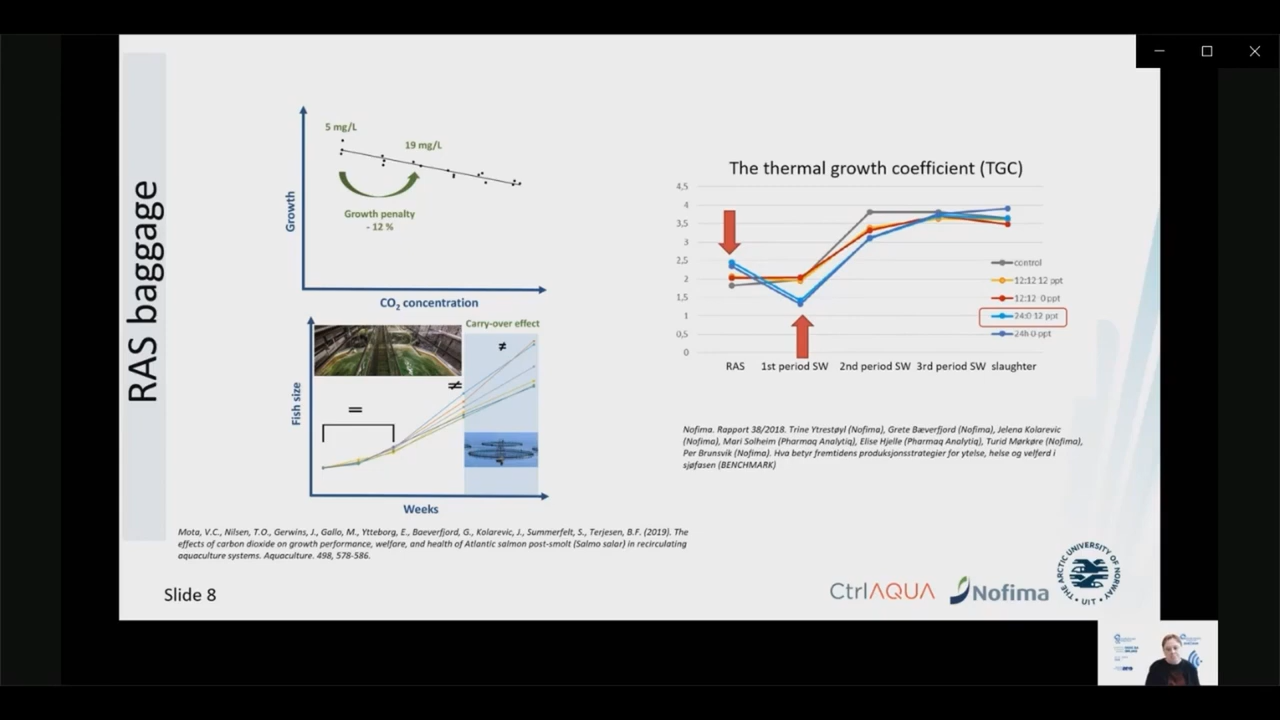 RAS baggage
5 mg/L
19 mg/L
Growth penalty
- 12 %
Growth
CO2 concentration
Carry-over effect
≠
≠
=
Fish size
Weeks
Mota, V.C., Nilsen, T.O., Gerwins, J., Gallo, M., Ytteborg, E., Baeverfjord, G., Kolarevic, J., Summerfelt, S., Terjesen, B.F. (2019). The
effects of carbon dioxide on growth performance, welfare, and health of Atlantic salmon post-smolt (Salmo salar) in recirculating
aquaculture systems. Aquaculture. 498, 578-586.
The thermal growth coefficient (TGC)
4,5
4
3,5
3
2,5
2
1,5
1
0,5
0
control
12:12 12 ppt
12:12 0 ppt
24:0 12 ppt
24h 0 ppt
RAS 1st period SW 2nd period SW 3rd period SW slaughter
Nofima. Rapport 38/2018. Trine Ytrestøyl (Nofima), Grete Bæverfjord (Nofima), Jelena Kolarevic
(Nofima), Mari Solheim (Pharmaq Analytiq), Elise Hjelle (Pharmaq Analytiq), Turid Mørkøre (Nofima),
Per Brunsvik (Nofima). Hva betyr fremtidens produksjonsstrategier for ytelse, helse og velferd i
sjøfasen (BENCHMARK)
Slide 8
CtrlAQUA
Nofima
THE ARCTIC UNIVERSITY OF NORWAY
UIT